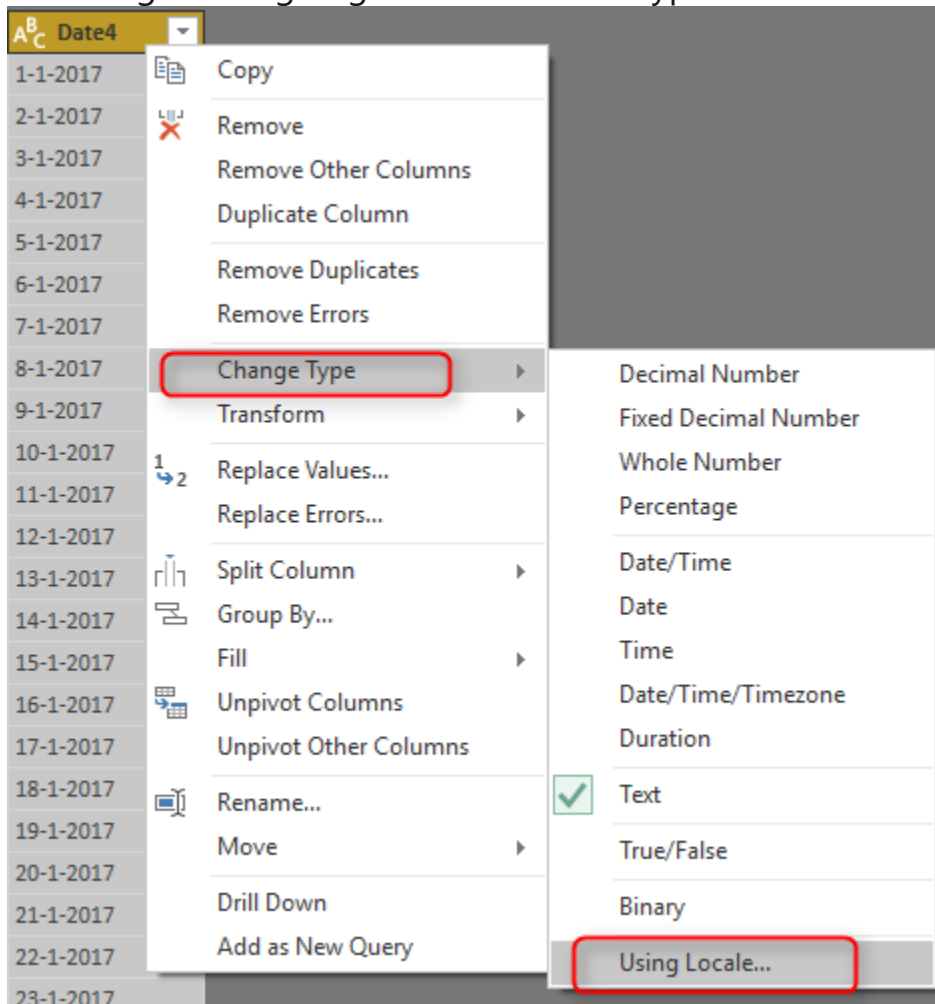 ABC Date4
1-1-2017
2-1-2017
3-1-2017
4-1-2017
5-1-2017
6-1-2017
7-1-2017
8-1-2017
9-1-2017
10-1-2017
11-1-2017
12-1-2017
13-1-2017
14-1-2017
15-1-2017
16-1-2017
17-1-2017
18-1-2017
19-1-2017
20-1-2017
21-1-2017
22-1-2017
23-1-2017
Copy
Remove
Remove Other Columns
Duplicate Column
Remove Duplicates
Remove Errors
Change Type
Transform
1 2
Replace Values...
Replace Errors...
Split Column
Group By...
Fill
Unpivot Columns
Unpivot Other Columns
Rename...
Move
Drill Down
Add as New Query
Decimal Number
Fixed Decimal Number
Whole Number
Percentage
Date/Time
Date
Time
Date/Time/Timezone
Duration
Text
True/False
Binary
Using Locale...